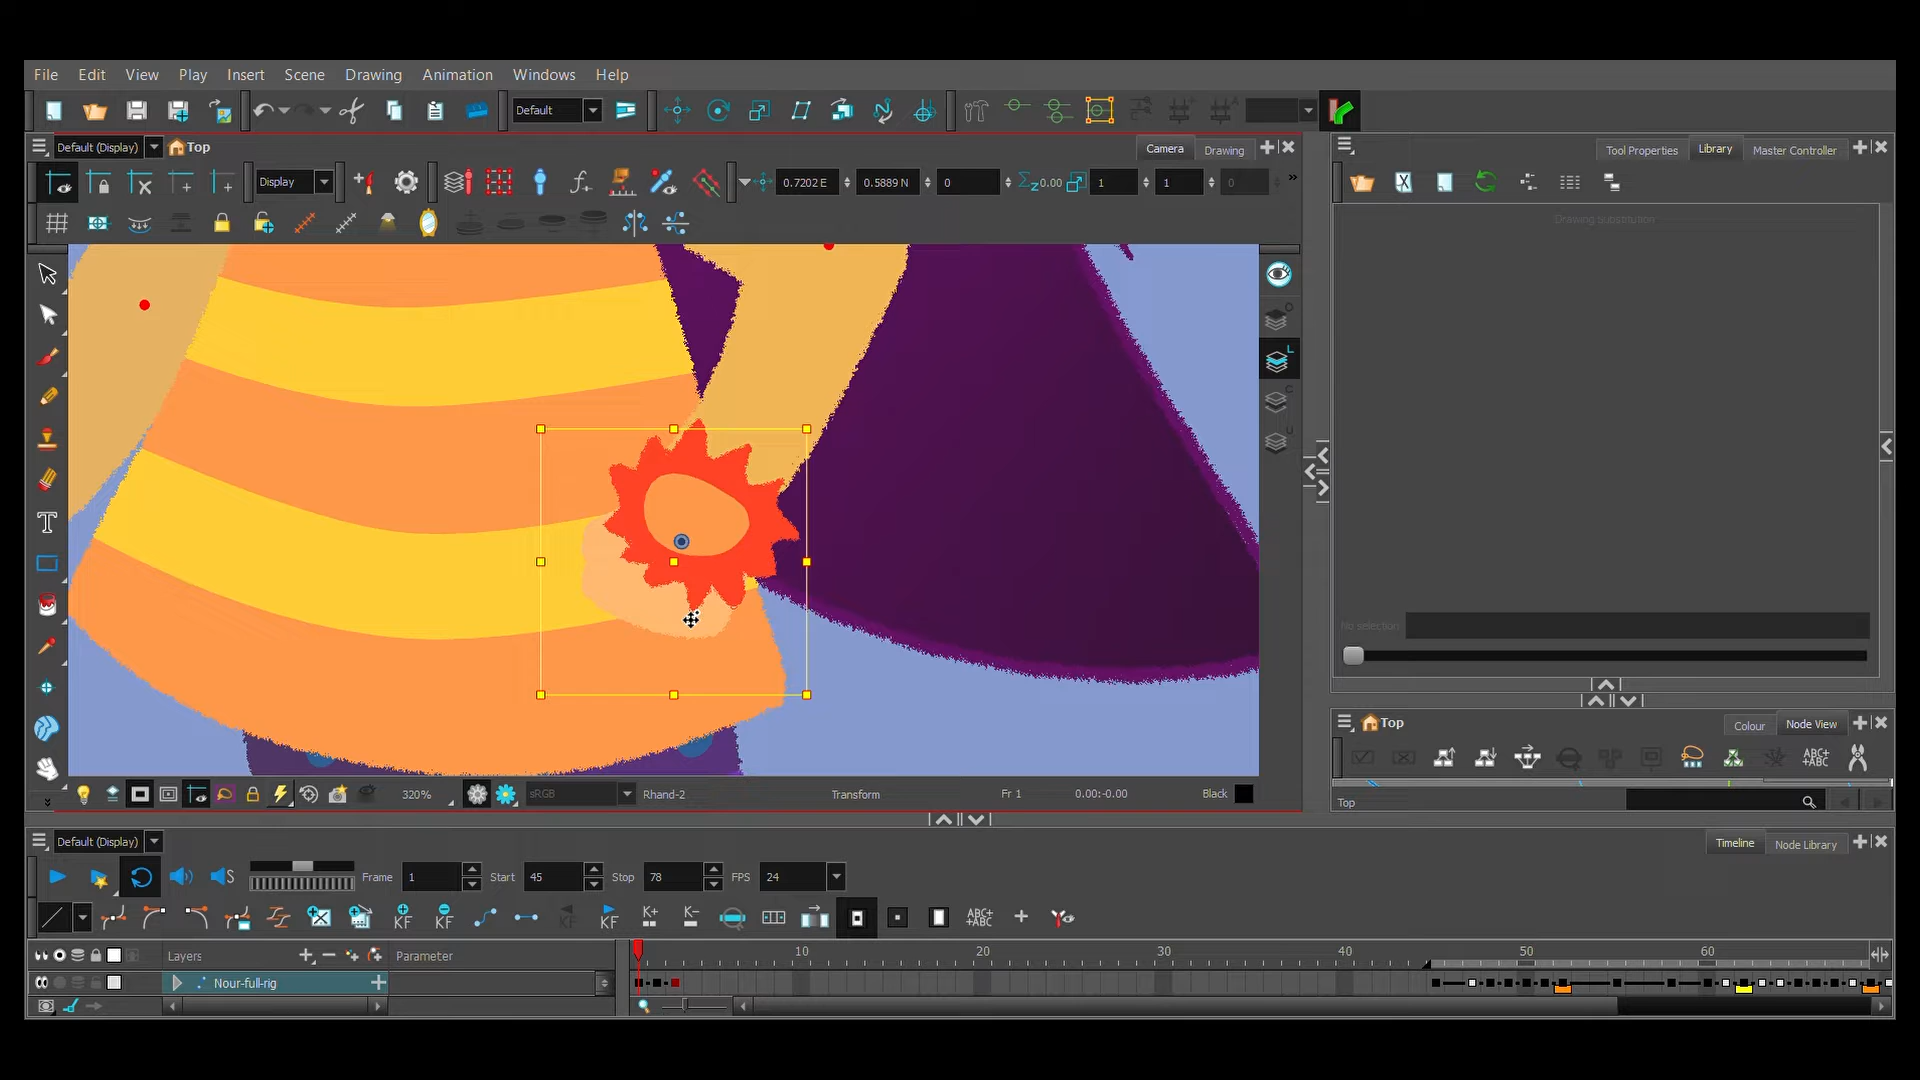 File Edit View Play Insert Scene Drawing Animation Windows Help
Default
Default (Display) Top Camera Drawing
Tool Properties Library Master Controller
Display 0.7202 E 0.5889 N 0 Σz0.00 1 1 0
Drawing substitution
No selection
Top Colour Node View
ABC+ +ABC
Top
320% sRGB Rhand-2 Transform Fr 1 0.00:-0.00 Black
Default (Display) Timeline Node Library
S Frame 1 Start 45 Stop 78 FPS 24
KF KF KF KF K+ K- ABC+ +ABC
Layers Parameter 10 20 30 40 50 60
Nour-full-rig